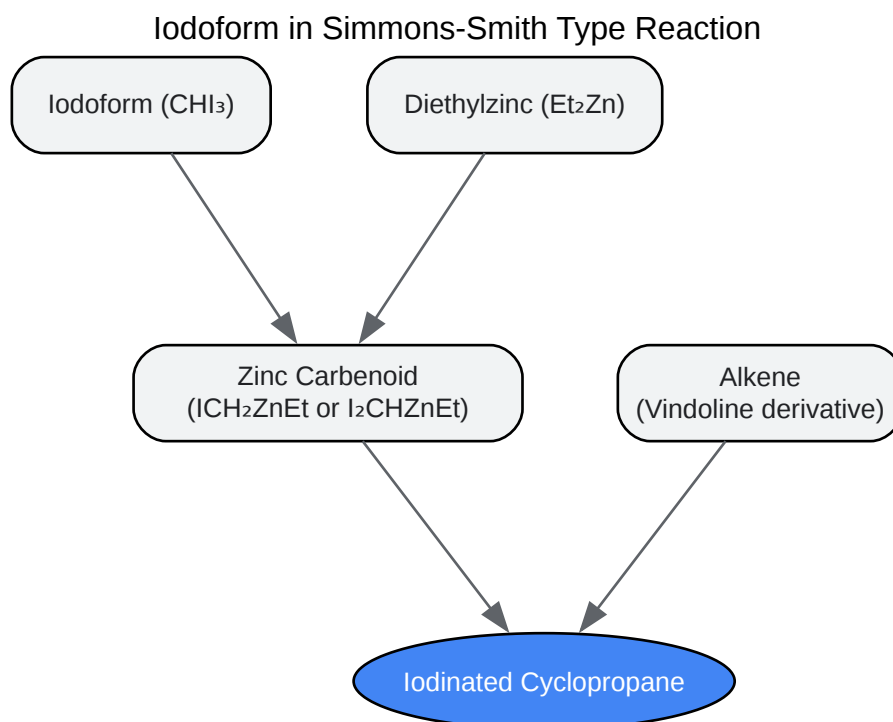 Iodoform in Simmons-Smith Type Reaction
Iodoform (CHI₃)
Diethylzinc (Et₂Zn)
Zinc Carbenoid
(ICH₂ZnEt or I₂CHZnEt)
Alkene
(Vindoline derivative)
Iodinated Cyclopropane